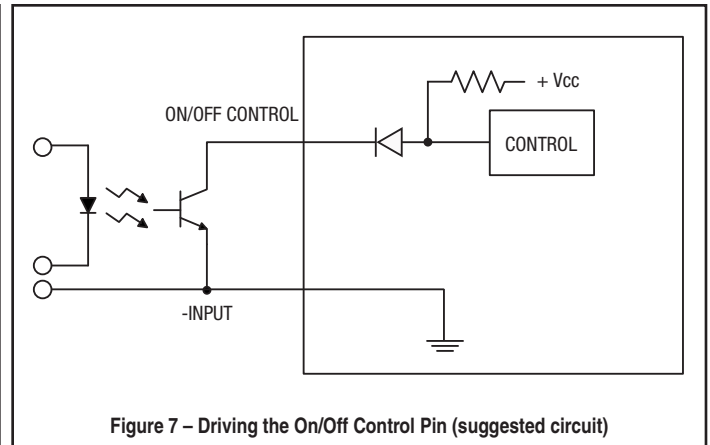 + Vcc
ON/OFF CONTROL
CONTROL
-INPUT
Figure 7 – Driving the On/Off Control Pin (suggested circuit)